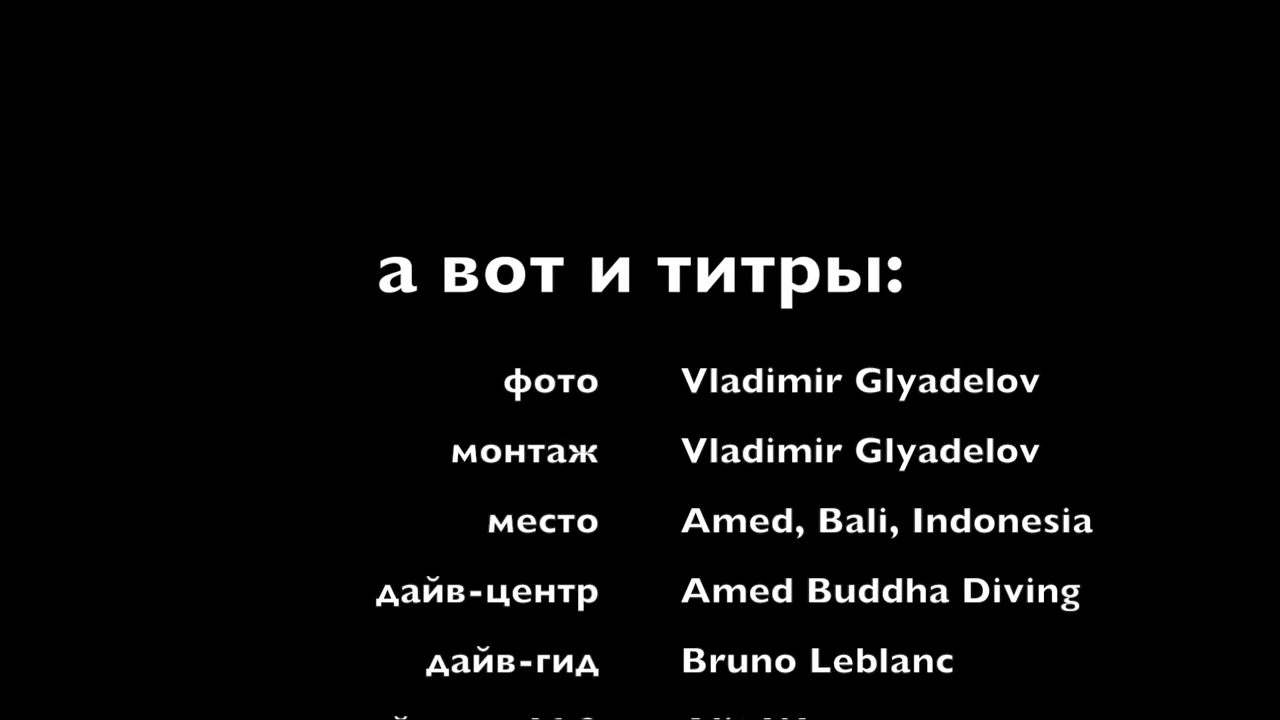 а вот и титры:
фото Vladimir Glyadelov
монтаж Vladimir Glyadelov
место Amed, Bali, Indonesia
дайв-центр Amed Buddha Diving
дайв-гид Bruno Leblanc